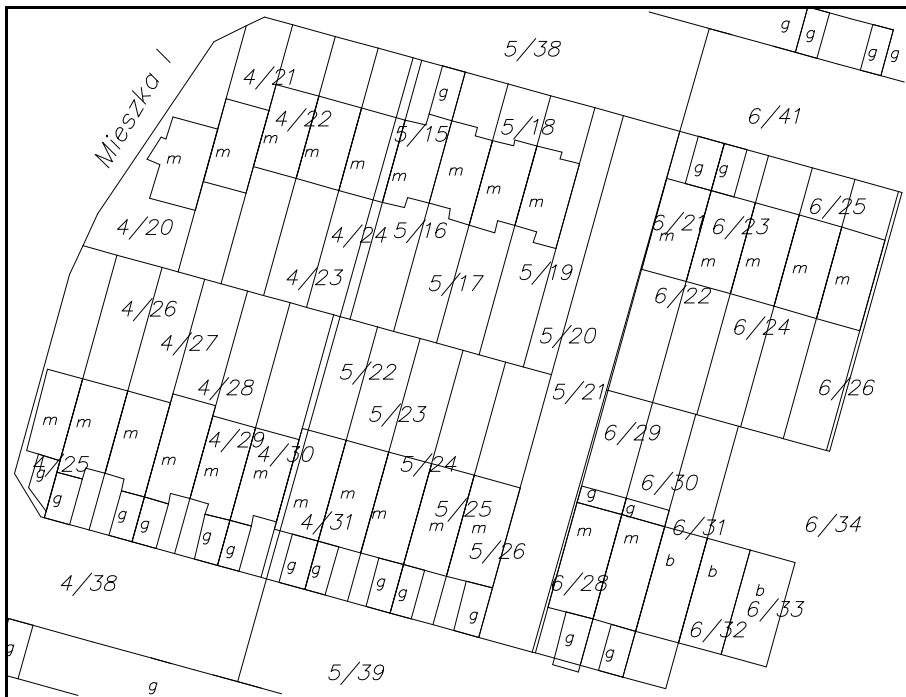 g
g
g
g
5/38
Mieszka I
4/21
g
6/41
4/22
5/15
5/18
m
m
m
m
m
m
m
m
m
g
g
6/25
4/20
4/24
5/16
6/21
6/23
m
m
m
m
m
4/23
5/17
5/19
6/22
4/26
6/24
4/27
5/20
5/22
4/28
5/21
6/26
5/23
m
m
m
m
m
m
4/29
4/30
6/29
4/25
g
5/24
6/30
g
g
g
g
g
g
g
m
m
m
m
m
4/31
5/25
5/26
m
m
6/31
6/34
b
b
b
4/38
g
g
g
g
6/28
6/32
6/33
g
g
g
g
5/39
g